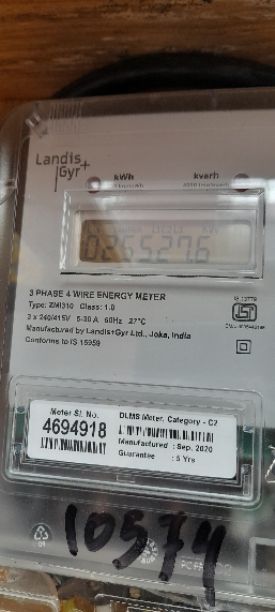 Landis
Gyr+
kWh
kvarh
026527.6
3 PHASE 4 WIRE ENERGY METER
Type: ZMI310 Class: 1.0
3 x 240/415V 5-30 A 50Hz 27°C
Manufactured by Landis+Gyr Ltd., Joka, India
Conforms to IS 15959
Meter Sl. No.
4694918
DLMS Meter, Category - C2
Manufactured : Sep, 2020
Guarantee : 5 Yrs
10574